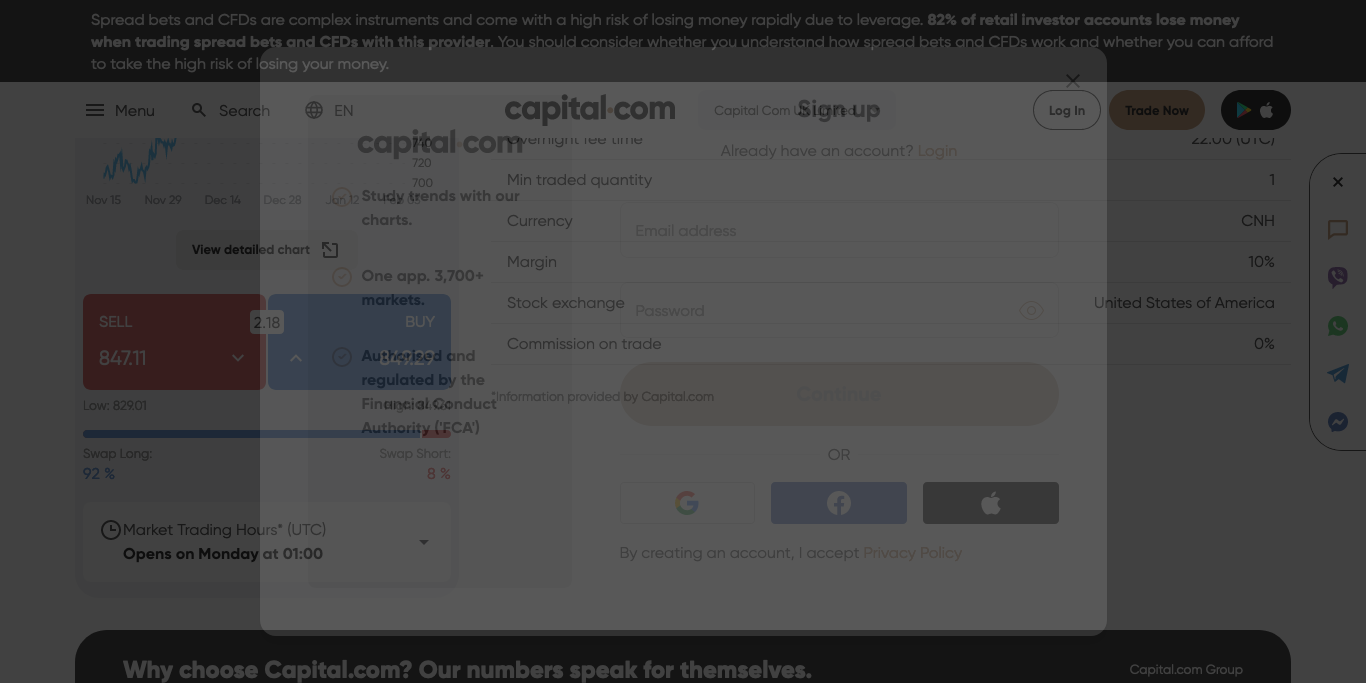 Spread bets and CFDs are complex instruments and come with a high risk of losing money rapidly due to leverage. 82% of retail investor accounts lose money
when trading spread bets and CFDs with this provider. You should consider whether you understand how spread bets and CFDs work and whether you can afford
to take the high risk of losing your money.
Menu
Search
EN
capital.com
Capital Com UK Limited
Log In
Trade Now
Sign up
capital.com
Already have an account? Login
740
720
700
Nov 15
Nov 29
Dec 14
Dec 28
Jan 12
View detailed chart
Overnight fee time
22:00 (UTC)
Min traded quantity
1
Currency
CNH
Margin
10%
Stock exchange
United States of America
Commission on trade
0%
*Information provided by Capital.com
Study trends with our
charts.
One app. 3,700+
markets.
Authorised and
regulated by the
Financial Conduct
Authority ('FCA')
Email address
Password
Continue
OR
By creating an account, I accept Privacy Policy
SELL
2.18
BUY
847.11
849.29
Low: 829.01
Swap Long:
Swap Short:
92 %
8 %
Market Trading Hours* (UTC)
Opens on Monday at 01:00
Why choose Capital.com? Our numbers speak for themselves.
Capital.com Group